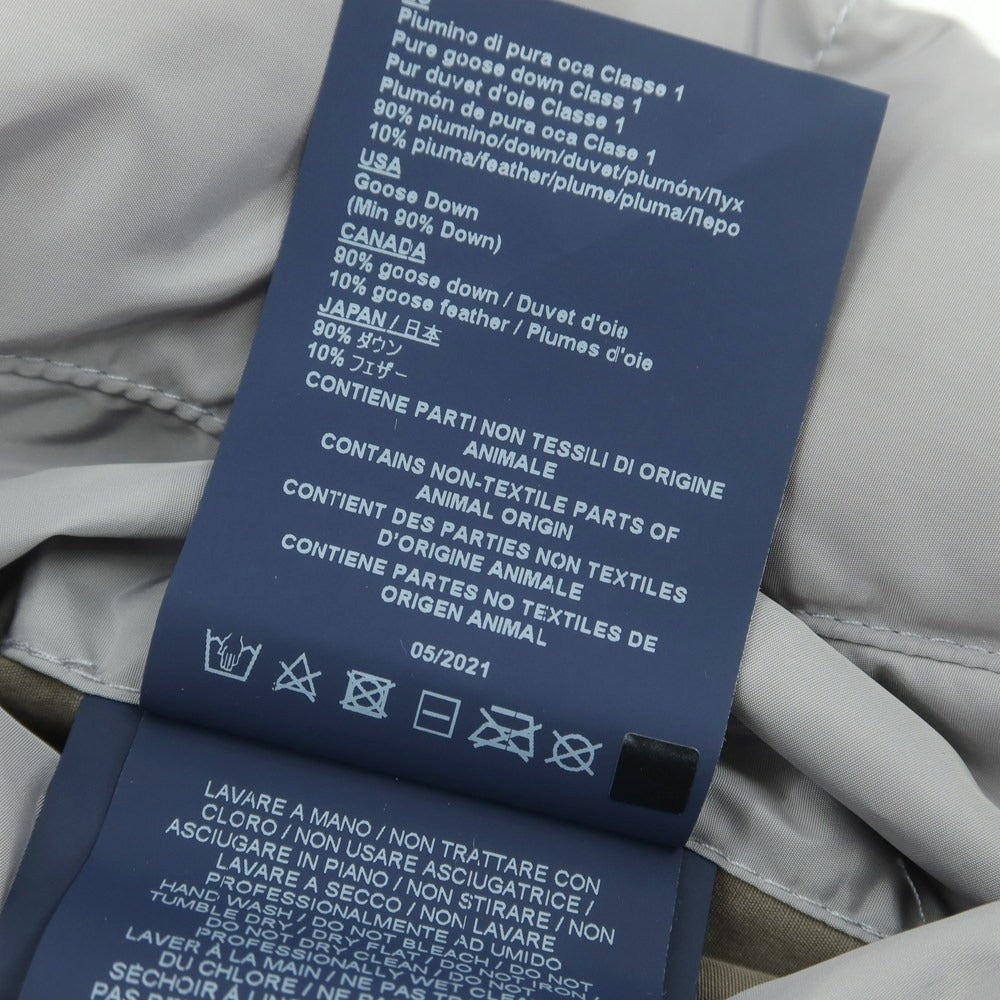 Piumino di pura oca Classe 1
Pure goose down Class 1
Pur duvet d'oie Classe 1
Plumón de pura oca Clase 1
90% piumino/down/duvet/plumón/Пух
10% piuma/feather/plume/pluma/Перо
USA
Goose Down
(Min 90% Down)
CANADA
90% goose down / Duvet d'oie
10% goose feather / Plumes d'oie
JAPAN / 日本
90% ダウン
10% フェザー
CONTIENE PARTI NON TESSILI DI ORIGINE
ANIMALE
CONTAINS NON-TEXTILE PARTS OF
ANIMAL ORIGIN
CONTIENT DES PARTIES NON TEXTILES
D'ORIGINE ANIMALE
CONTIENE PARTES NO TEXTILES DE
ORIGEN ANIMAL
05/2021
LAVARE A MANO / NON TRATTARE CON
CLORO / NON USARE ASCIUGATRICE /
ASCIUGARE IN PIANO / NON STIRARE / NON
LAVARE A SECCO / NON LAVARE
PROFESSIONALMENTE AD UMIDO
HAND WASH / DO NOT BLEACH / DO NOT
TUMBLE DRY / DRY FLAT / DO NOT IRON /
DO NOT DRY CLEAN / DO NOT
PROFESSIONALLY WET CLEAN
LAVER À LA MAIN / NE PAS
DU CHLORE / NE PAS
SÉCHOIR À